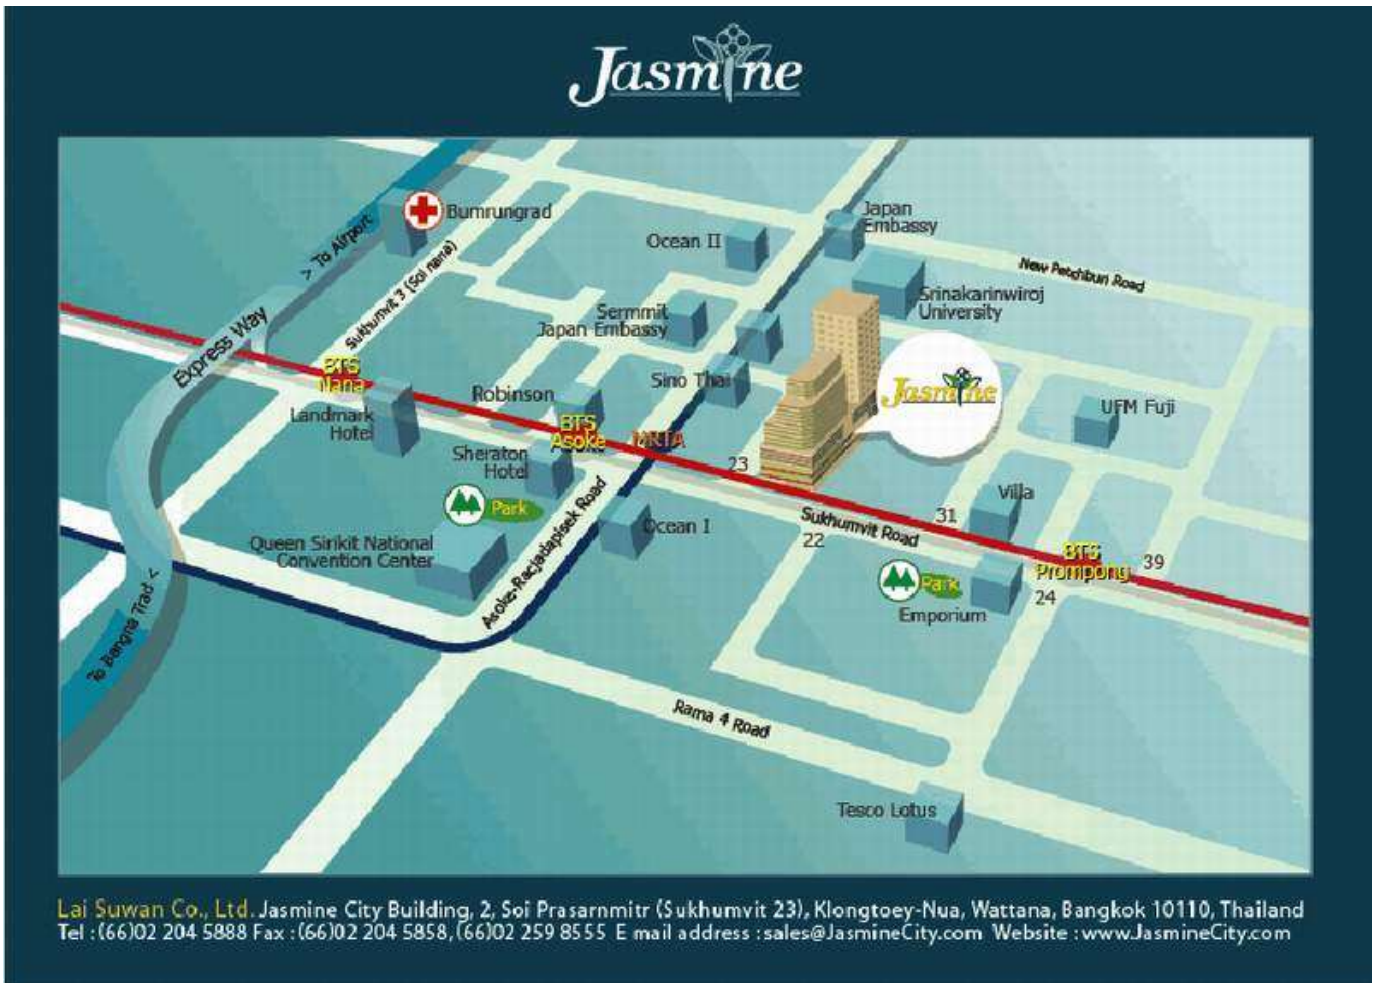 Jasmine
Bumrungrad
> To Airport
Sukhumvit 3 (Soi nana)
Express Way
Japan
Embassy
Ocean II
New Petchburi Road
Srinakarinwiroj
University
Sermmit
Japan Embassy
BTS
Nana
Landmark
Hotel
Robinson
Sino Thai
Jasmine
UFM Fuji
BTS
Asoke
Asoke
MRTA
Sheraton
Hotel
23
Park
Asoke-Racjadapisek Road
Ocean I
Villa
31
Sukhumvit Road
22
Queen Sirikit National
Convention Center
BTS
Prompong
39
Park
24
Emporium
To Bangna Trad <
Rama 4 Road
Tesco Lotus
Lai Suwan Co., Ltd. Jasmine City Building, 2, Soi Prasarnmitr (Sukhumvit 23), Klongtoey-Nua, Wattana, Bangkok 10110, Thailand
Tel : (66)02 204 5888 Fax : (66)02 204 5858, (66)02 259 8555 E mail address : sales@JasmineCity.com Website : www.JasmineCity.com